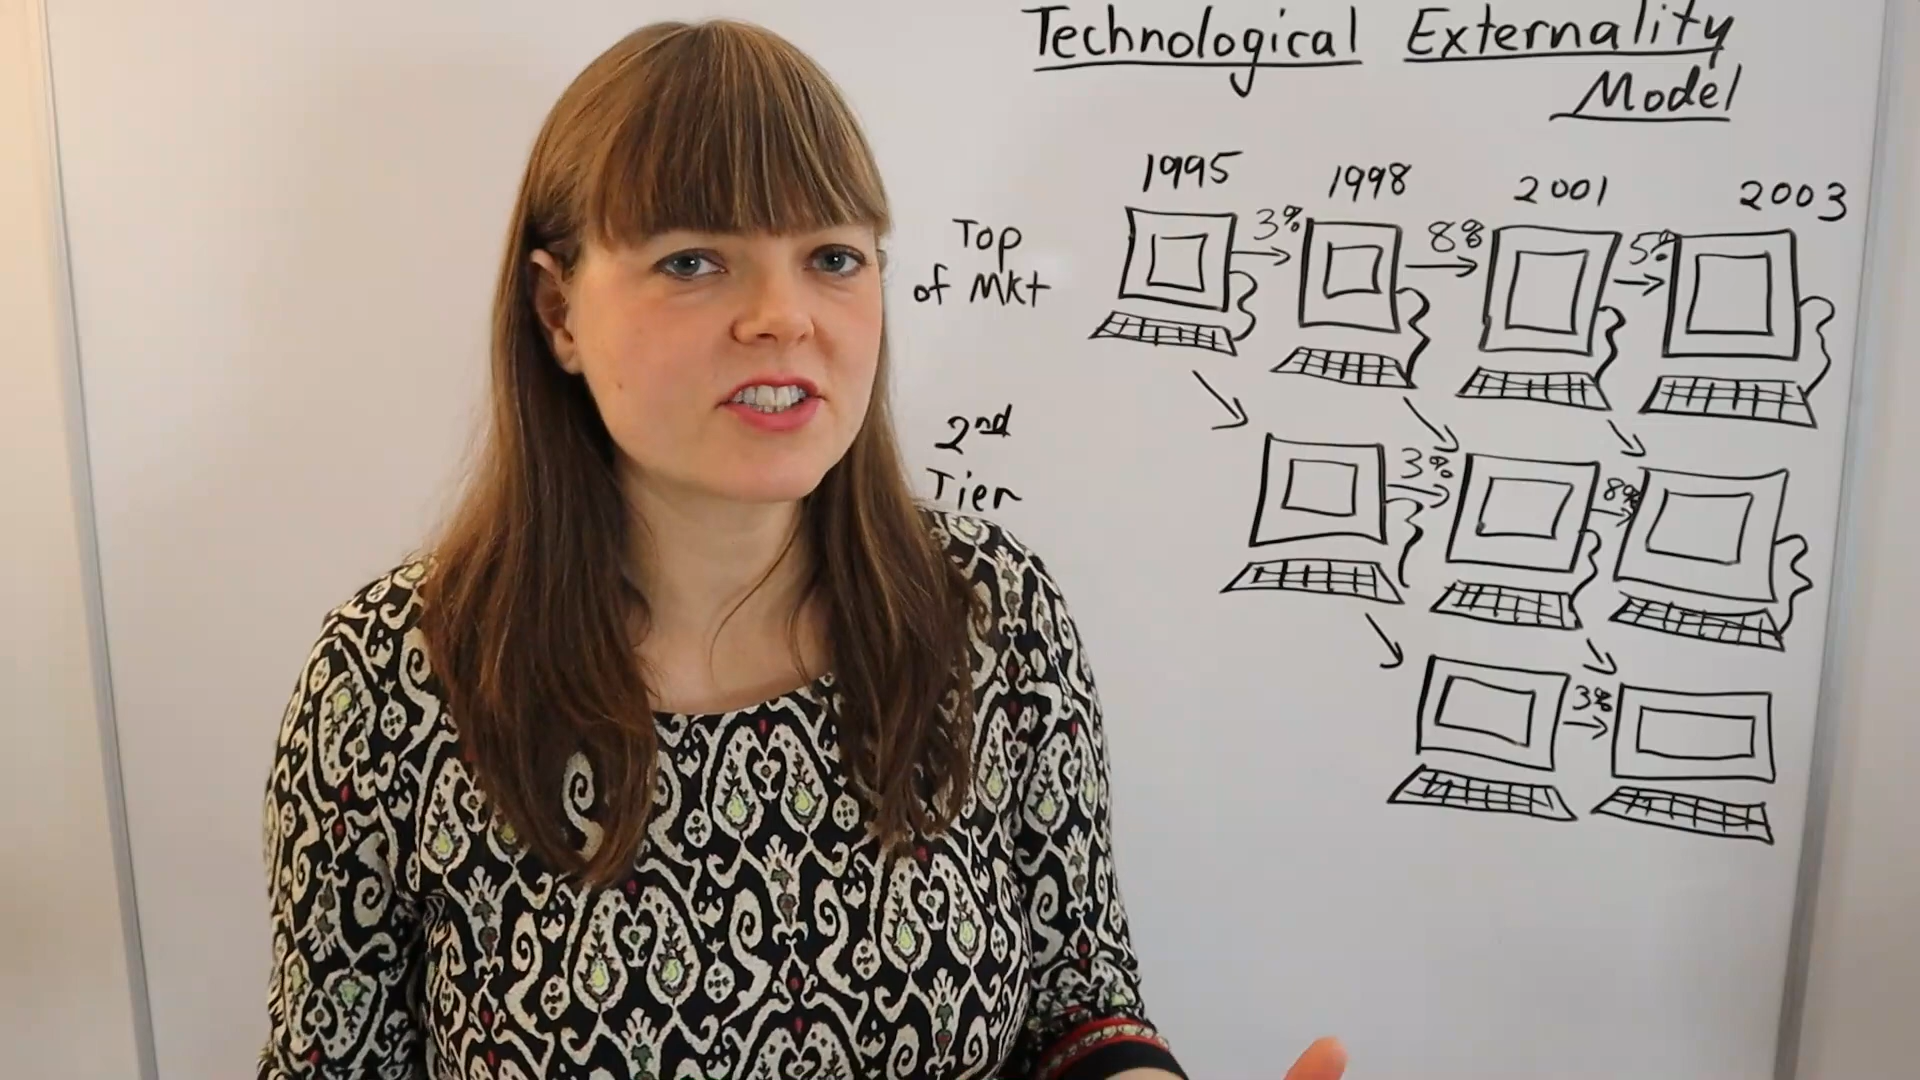 Technological Externality
Model
1995 1998 2001 2003
Top
of Mkt
3% 8% 5%
2nd
Tier
3% 8%
3%